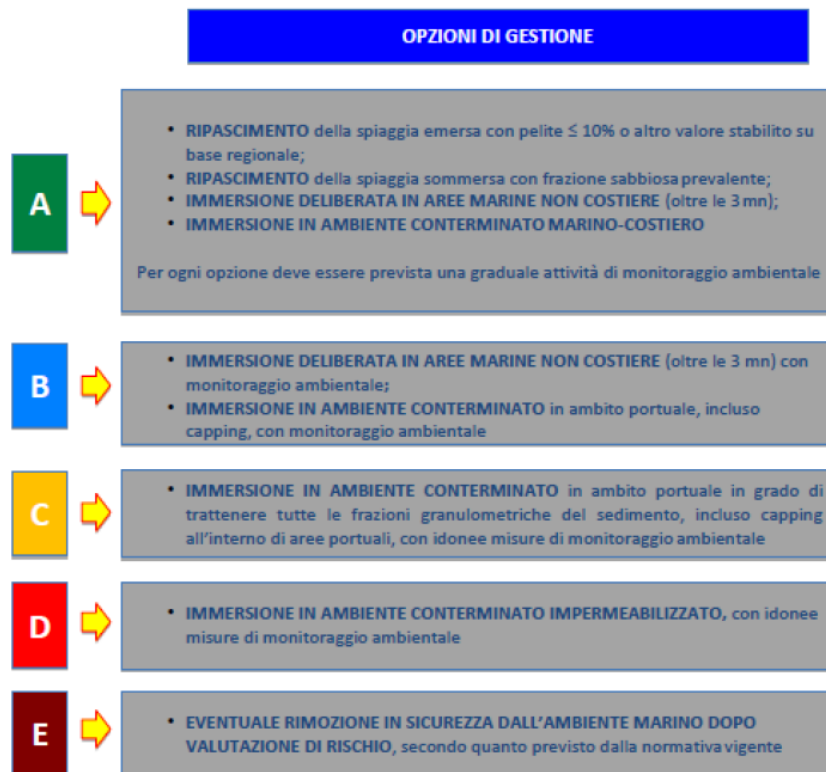 OPZIONI DI GESTIONE
A
• RIPASCIMENTO della spiaggia emersa con pelite ≤ 10% o altro valore stabilito su
base regionale;
• RIPASCIMENTO della spiaggia sommersa con frazione sabbiosa prevalente;
• IMMERSIONE DELIBERATA IN AREE MARINE NON COSTIERE (oltre le 3 mn);
• IMMERSIONE IN AMBIENTE CONTERMINATO MARINO-COSTIERO
Per ogni opzione deve essere prevista una graduale attività di monitoraggio ambientale
B
• IMMERSIONE DELIBERATA IN AREE MARINE NON COSTIERE (oltre le 3 mn) con
monitoraggio ambientale;
• IMMERSIONE IN AMBIENTE CONTERMINATO in ambito portuale, incluso
capping, con monitoraggio ambientale
C
• IMMERSIONE IN AMBIENTE CONTERMINATO in ambito portuale in grado di
trattenere tutte le frazioni granulometriche del sedimento, incluso capping
all'interno di aree portuali, con idonee misure di monitoraggio ambientale
D
• IMMERSIONE IN AMBIENTE CONTERMINATO IMPERMEABILIZZATO, con idonee
misure di monitoraggio ambientale
E
• EVENTUALE RIMOZIONE IN SICUREZZA DALL'AMBIENTE MARINO DOPO
VALUTAZIONE DI RISCHIO, secondo quanto previsto dalla normativa vigente